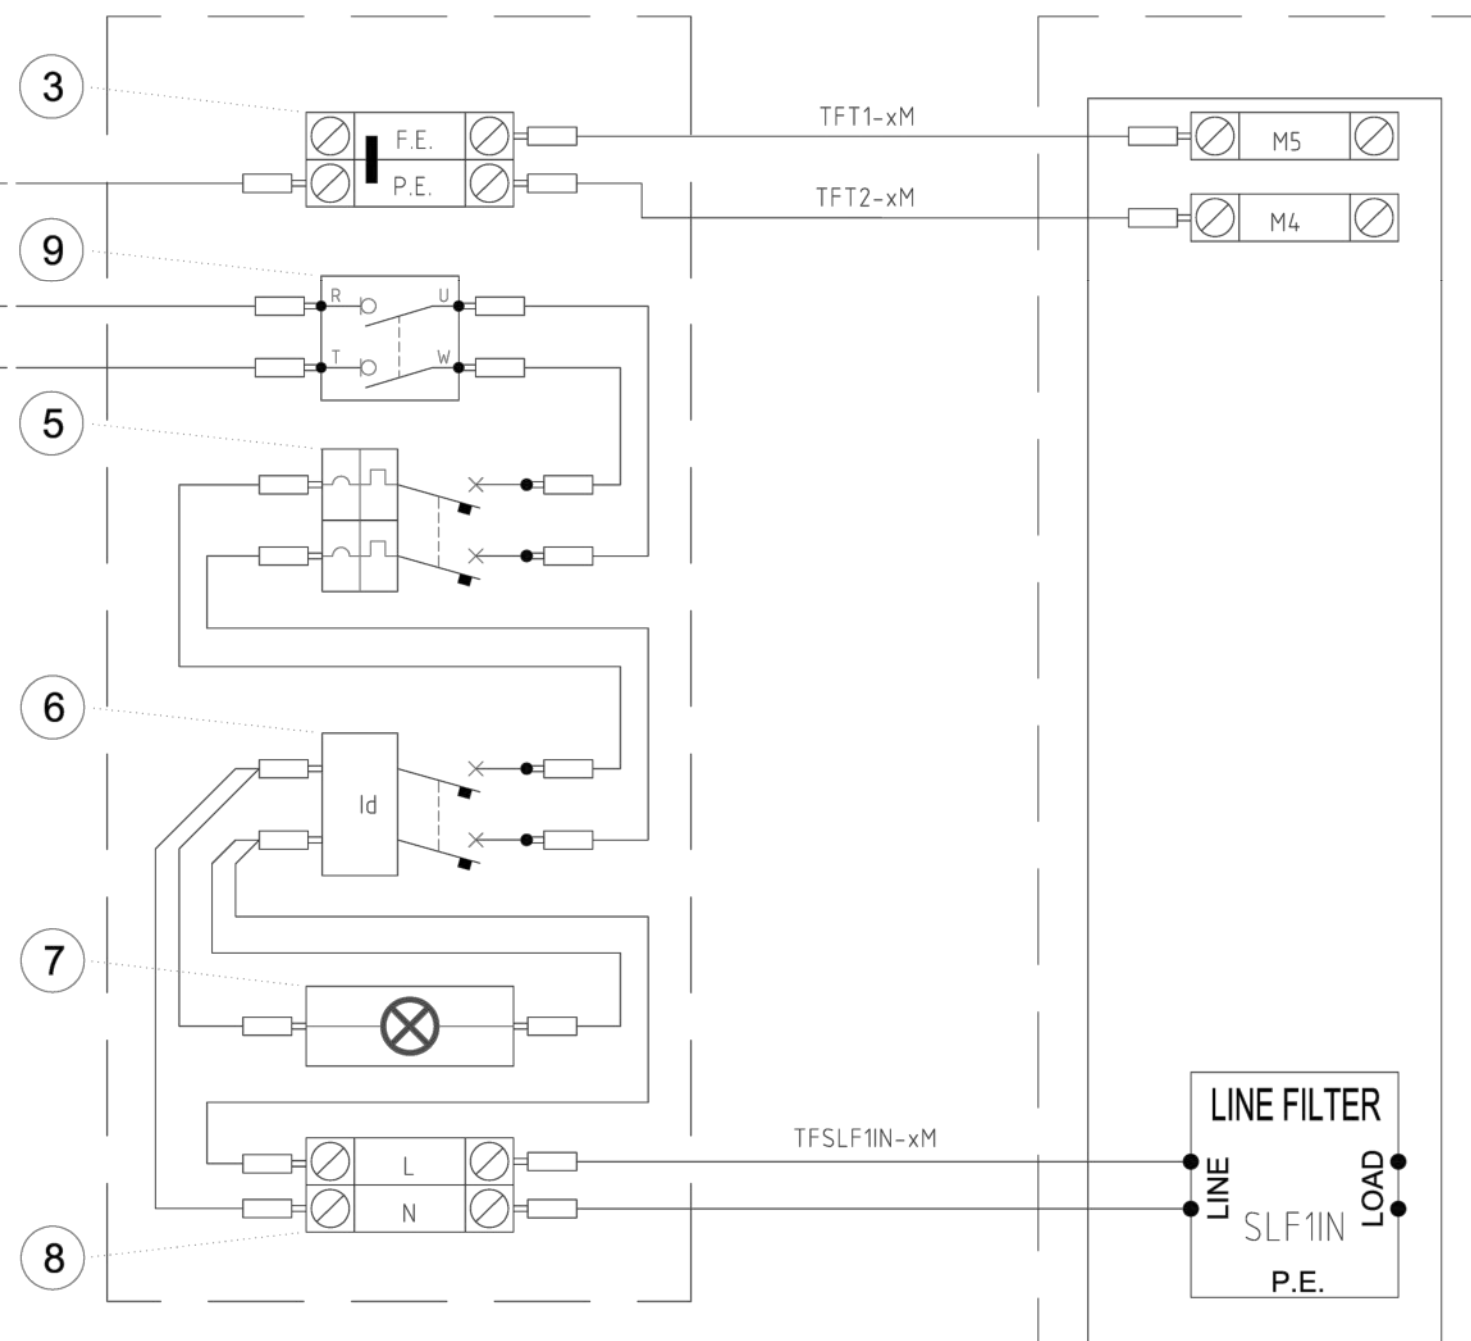 3
F.E.
TFT1-xM
M5
P.E.
TFT2-xM
M4
9
R
U
T
W
5
6
Id
7
LINE FILTER
TFSLF1IN-xM
L
LINE
LOAD
N
SLF1IN
8
P.E.